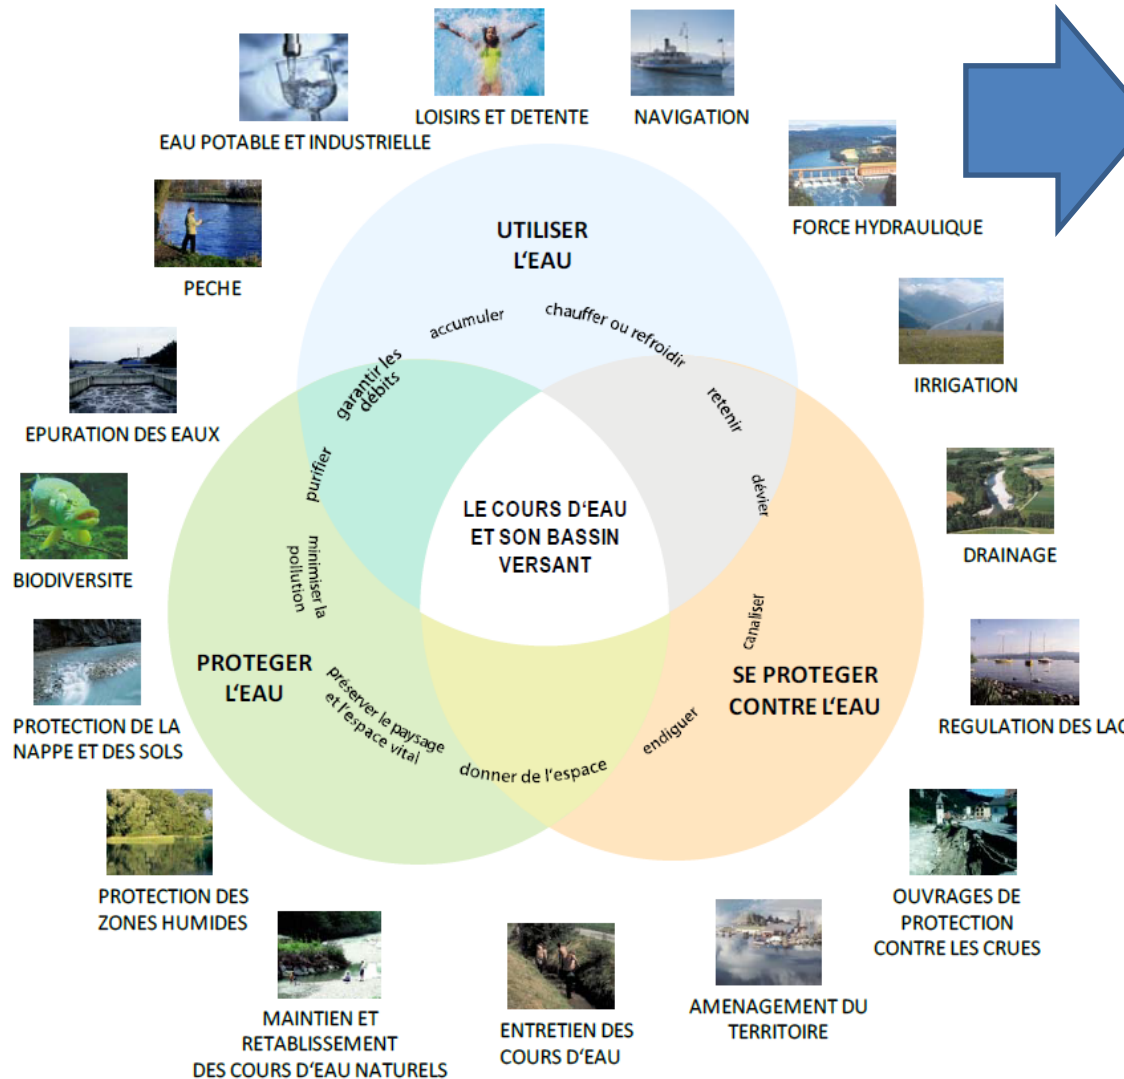 LOISIRS ET DETENTE
NAVIGATION
EAU POTABLE ET INDUSTRIELLE
FORCE HYDRAULIQUE
PECHE
IRRIGATION
EPURATION DES EAUX
DRAINAGE
BIODIVERSITE
REGULATION DES LAC
PROTECTION DE LA
NAPPE ET DES SOLS
OUVRAGES DE
PROTECTION
CONTRE LES CRUES
PROTECTION DES
ZONES HUMIDES
AMENAGEMENT DU
TERRITOIRE
MAINTIEN ET
RETABLISSEMENT
DES COURS D'EAU NATURELS
ENTRETIEN DES
COURS D'EAU
UTILISER
L'EAU
accumuler
chauffer ou refroidir
garantir les
débits
retenir
purifier
dévier
LE COURS D'EAU
ET SON BASSIN
VERSANT
minimiser la
pollution
canaliser
PROTEGER
L'EAU
SE PROTEGER
CONTRE L'EAU
préserver le paysage
et l'espace vital
endiguer
donner de l'espace